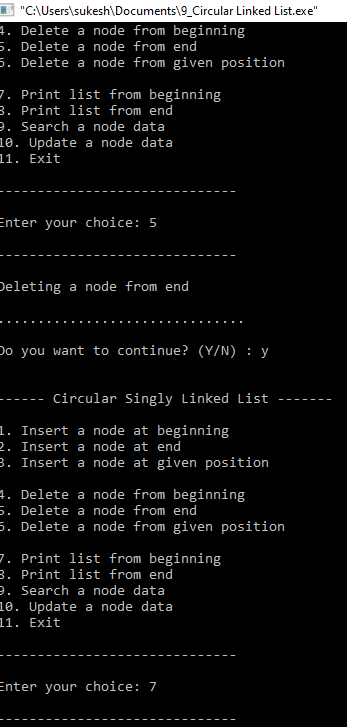 "C:\Users\sukesh\Documents\9_Circular Linked List.exe"
4. Delete a node from beginning
5. Delete a node from end
6. Delete a node from given position
7. Print list from beginning
8. Print list from end
9. Search a node data
10. Update a node data
11. Exit
------------------------------
Enter your choice: 5
------------------------------
Deleting a node from end
...............................
Do you want to continue? (Y/N) : y
------ Circular Singly Linked List -------
1. Insert a node at beginning
2. Insert a node at end
3. Insert a node at given position
4. Delete a node from beginning
5. Delete a node from end
6. Delete a node from given position
7. Print list from beginning
8. Print list from end
9. Search a node data
10. Update a node data
11. Exit
------------------------------
Enter your choice: 7
------------------------------